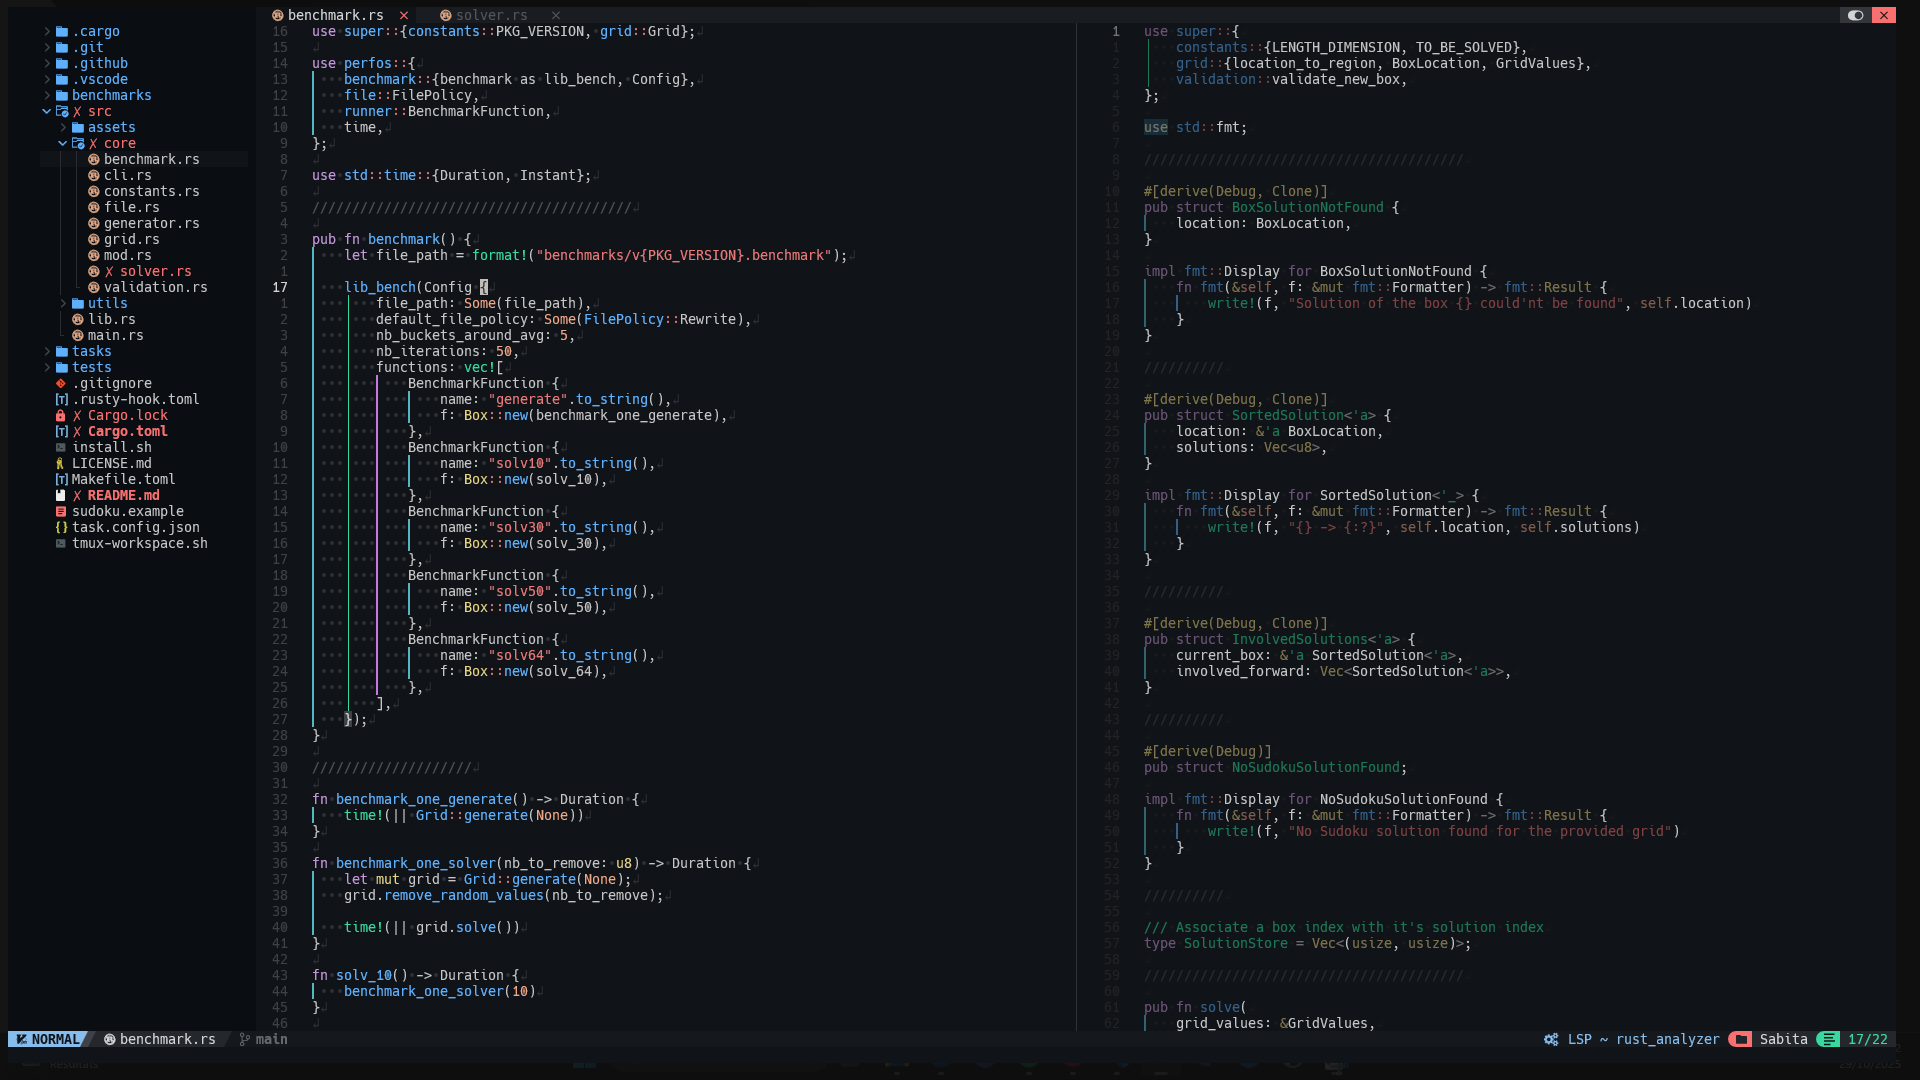 benchmark.rs
solver.rs
.cargo
.git
.github
.vscode
benchmarks
src
assets
core
benchmark.rs
cli.rs
constants.rs
file.rs
generator.rs
grid.rs
mod.rs
solver.rs
validation.rs
utils
lib.rs
main.rs
tasks
tests
.gitignore
.rusty-hook.toml
Cargo.lock
Cargo.toml
install.sh
LICENSE.md
Makefile.toml
README.md
sudoku.example
task.config.json
tmux-workspace.sh
16 use super::{constants::PKG_VERSION, grid::Grid};
15
14 use perfos::{
13 benchmark::{benchmark as lib_bench, Config},
12 file::FilePolicy,
11 runner::BenchmarkFunction,
10 time,
9 };
8
7 use std::time::{Duration, Instant};
6
5 ////////////////////////////////////////
4
3 pub fn benchmark() {
2 let file_path = format!("benchmarks/v{PKG_VERSION}.benchmark");
1
17 lib_bench(Config {
1 file_path: Some(file_path),
2 default_file_policy: Some(FilePolicy::Rewrite),
3 nb_buckets_around_avg: 5,
4 nb_iterations: 50,
5 functions: vec![
6 BenchmarkFunction {
7 name: "generate".to_string(),
8 f: Box::new(benchmark_one_generate),
9 },
10 BenchmarkFunction {
11 name: "solv10".to_string(),
12 f: Box::new(solv_10),
13 },
14 BenchmarkFunction {
15 name: "solv30".to_string(),
16 f: Box::new(solv_30),
17 },
18 BenchmarkFunction {
19 name: "solv50".to_string(),
20 f: Box::new(solv_50),
21 },
22 BenchmarkFunction {
23 name: "solv64".to_string(),
24 f: Box::new(solv_64),
25 },
26 ],
27 });
28 }
29
30 ////////////////////
31
32 fn benchmark_one_generate() -> Duration {
33 time!(|| Grid::generate(None))
34 }
35
36 fn benchmark_one_solver(nb_to_remove: u8) -> Duration {
37 let mut grid = Grid::generate(None);
38 grid.remove_random_values(nb_to_remove);
39
40 time!(|| grid.solve())
41 }
42
43 fn solv_10() -> Duration {
44 benchmark_one_solver(10)
45 }
46
1 use super::{
1 constants::{LENGTH_DIMENSION, TO_BE_SOLVED},
2 grid::{location_to_region, BoxLocation, GridValues},
3 validation::validate_new_box,
4 };
5
6 use std::fmt;
7
8 ////////////////////////////////////////
9
10 #[derive(Debug, Clone)]
11 pub struct BoxSolutionNotFound {
12 location: BoxLocation,
13 }
14
15 impl fmt::Display for BoxSolutionNotFound {
16 fn fmt(&self, f: &mut fmt::Formatter) -> fmt::Result {
17 write!(f, "Solution of the box {} could'nt be found", self.location)
18 }
19 }
20
21 //////////
22
23 #[derive(Debug, Clone)]
24 pub struct SortedSolution<'a> {
25 location: &'a BoxLocation,
26 solutions: Vec<u8>,
27 }
28
29 impl fmt::Display for SortedSolution<'_> {
30 fn fmt(&self, f: &mut fmt::Formatter) -> fmt::Result {
31 write!(f, "{} -> {:?}", self.location, self.solutions)
32 }
33 }
34
35 //////////
36
37 #[derive(Debug, Clone)]
38 pub struct InvolvedSolutions<'a> {
39 current_box: &'a SortedSolution<'a>,
40 involved_forward: Vec<SortedSolution<'a>>,
41 }
42
43 //////////
44
45 #[derive(Debug)]
46 pub struct NoSudokuSolutionFound;
47
48 impl fmt::Display for NoSudokuSolutionFound {
49 fn fmt(&self, f: &mut fmt::Formatter) -> fmt::Result {
50 write!(f, "No Sudoku solution found for the provided grid")
51 }
52 }
53
54 //////////
55
56 /// Associate a box index with it's solution index
57 type SolutionStore = Vec<(usize, usize)>;
58
59 ////////////////////////////////////////
60
61 pub fn solve(
62 grid_values: &GridValues,
NORMAL benchmark.rs main LSP ~ rust_analyzer Sabita 17/22